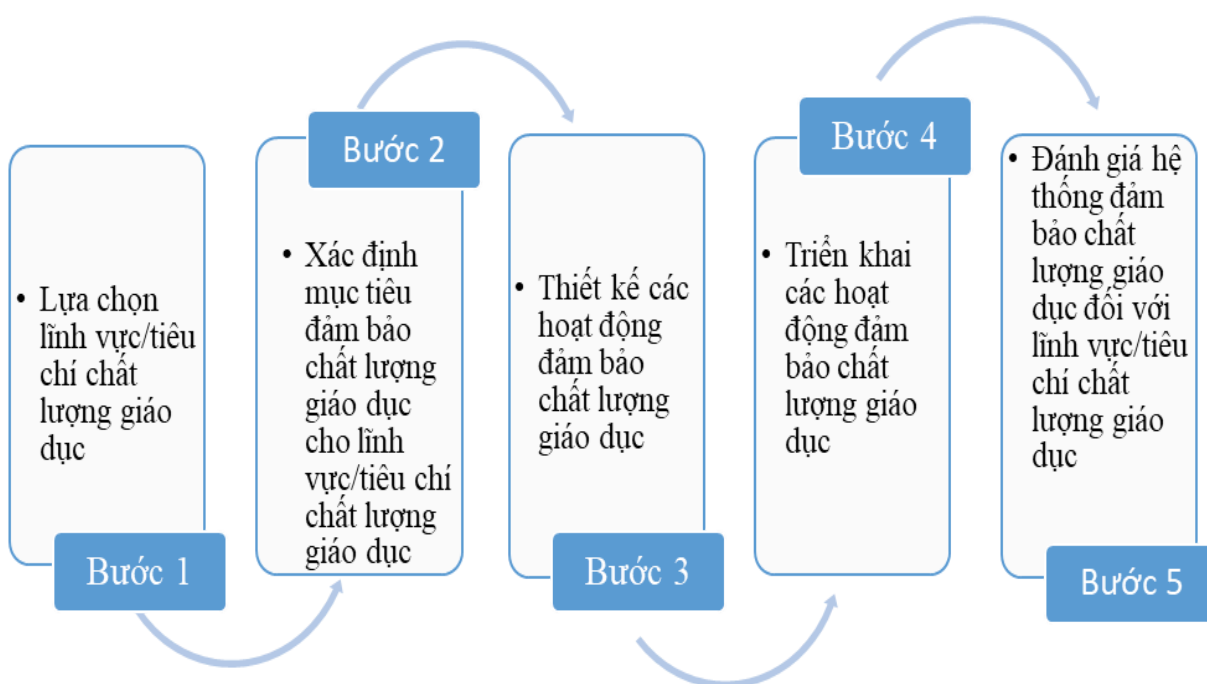 Bước 1
• Lựa chọn
lĩnh vực/tiêu
chí chất
lượng giáo
dục
Bước 2
• Xác định
mục tiêu
đảm bảo
chất lượng
giáo dục
cho lĩnh
vực/tiêu chí
chất lượng
giáo dục
Bước 3
• Thiết kế các
hoạt động
đảm bảo
chất lượng
giáo dục
Bước 4
• Triển khai
các hoạt
động đảm
bảo chất
lượng giáo
dục
Bước 5
• Đánh giá hệ
thống đảm
bảo chất
lượng giáo
dục đối với
lĩnh vực/tiêu
chí chất
lượng giáo
dục